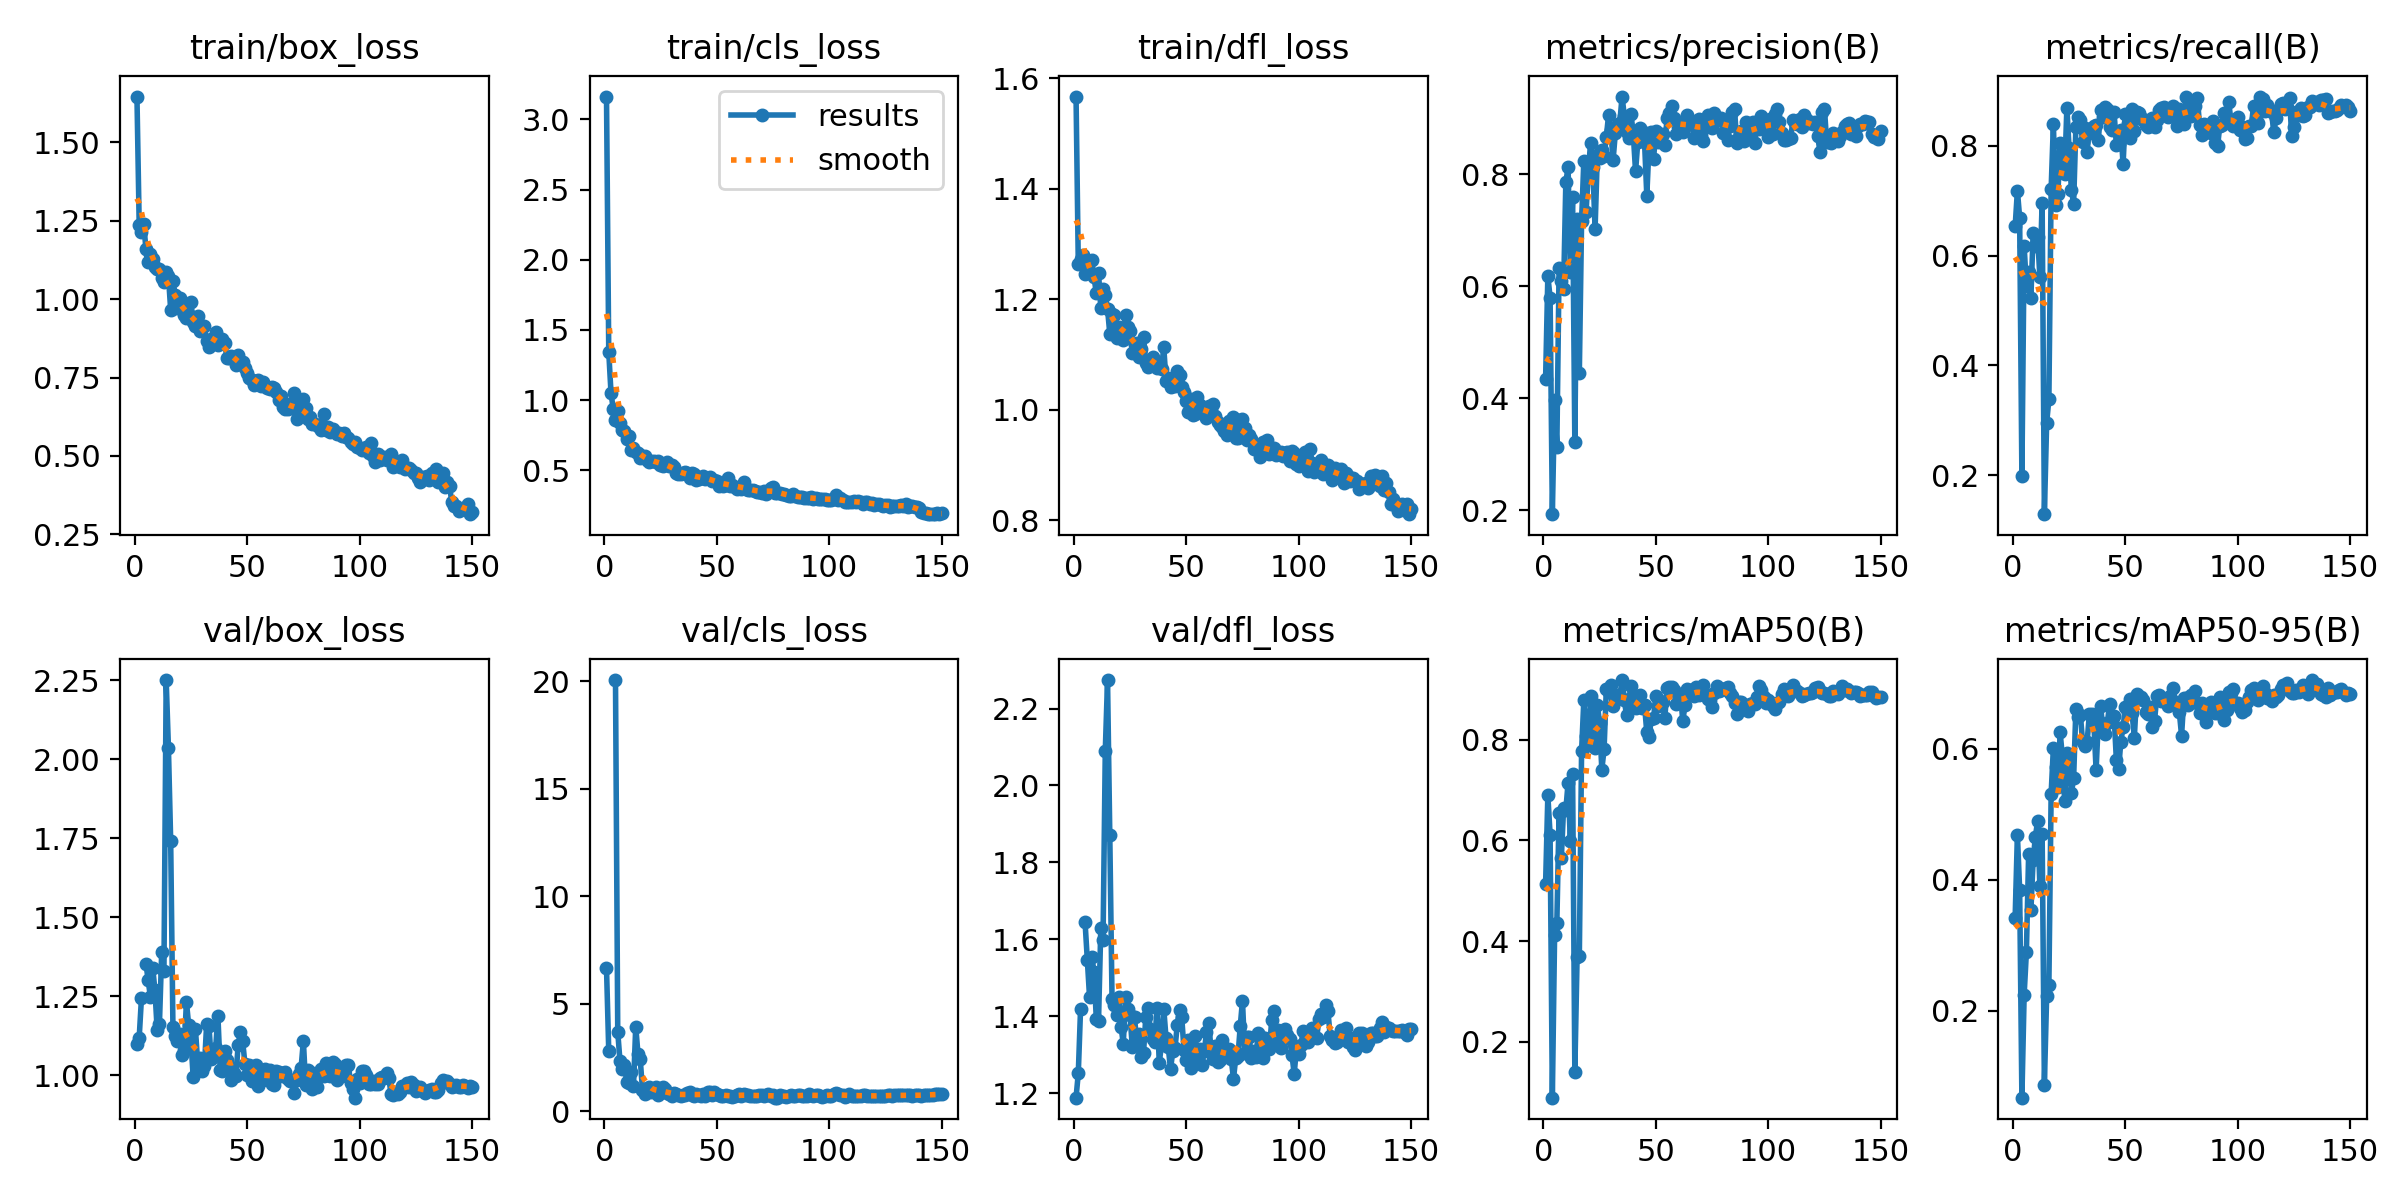 train/box_loss
train/cls_loss
train/dfl_loss
metrics/precision(B)
metrics/recall(B)
results
smooth
1.50
1.25
1.00
0.75
0.50
0.25
0 50 100 150
3.0
2.5
2.0
1.5
1.0
0.5
0 50 100 150
1.6
1.4
1.2
1.0
0.8
0 50 100 150
0.8
0.6
0.4
0.2
0 50 100 150
0.8
0.6
0.4
0.2
0 50 100 150
val/box_loss
val/cls_loss
val/dfl_loss
metrics/mAP50(B)
metrics/mAP50-95(B)
2.25
2.00
1.75
1.50
1.25
1.00
0 50 100 150
20
15
10
5
0
0 50 100 150
2.2
2.0
1.8
1.6
1.4
1.2
0 50 100 150
0.8
0.6
0.4
0.2
0 50 100 150
0.6
0.4
0.2
0 50 100 150